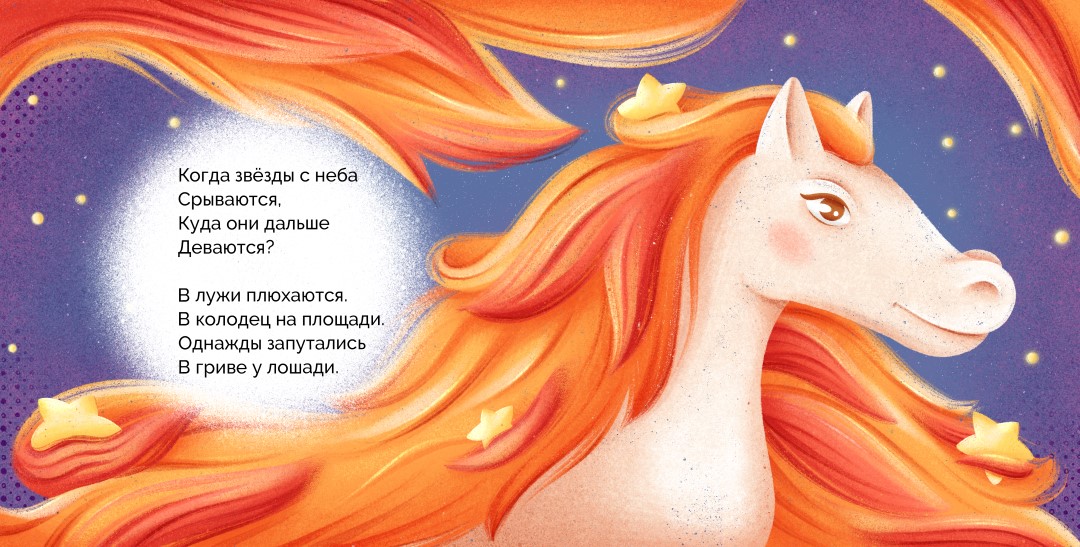 Когда звёзды с неба
Срываются,
Куда они дальше
Деваются?
В лужи плюхаются.
В колодец на площади.
Однажды запутались
В гриве у лошади.